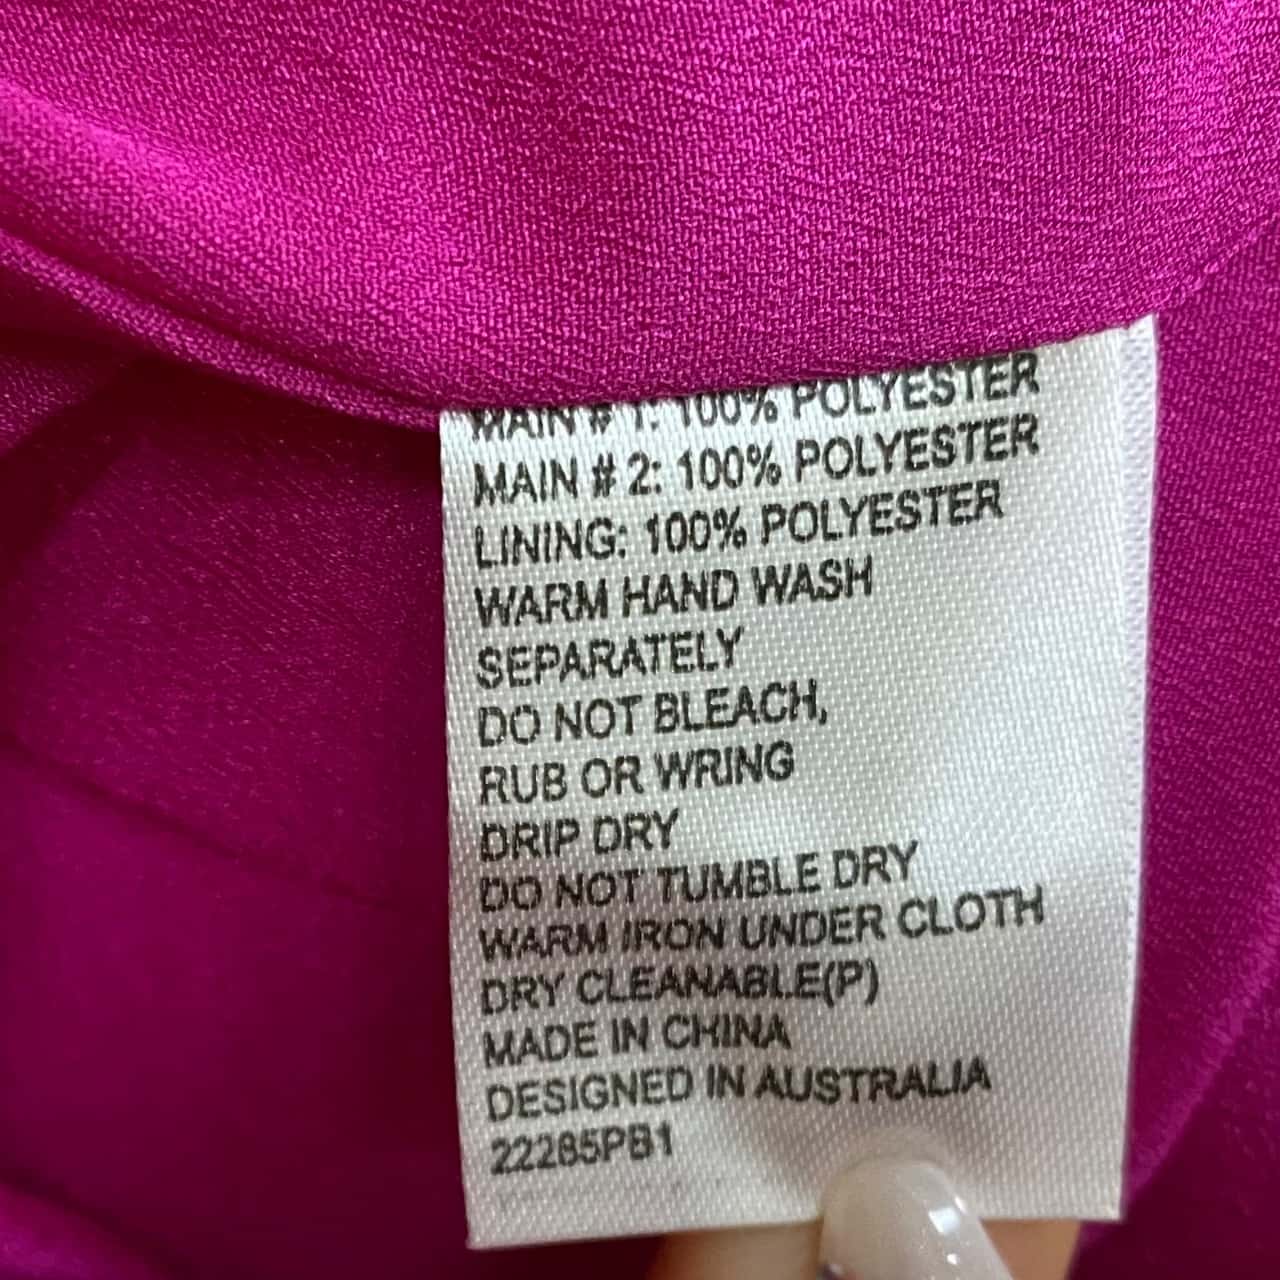 MAIN # 1: 100% POLYESTER
MAIN # 2: 100% POLYESTER
LINING: 100% POLYESTER
WARM HAND WASH
SEPARATELY
DO NOT BLEACH,
RUB OR WRING
DRIP DRY
DO NOT TUMBLE DRY
WARM IRON UNDER CLOTH
DRY CLEANABLE(P)
MADE IN CHINA
DESIGNED IN AUSTRALIA
22285PB1